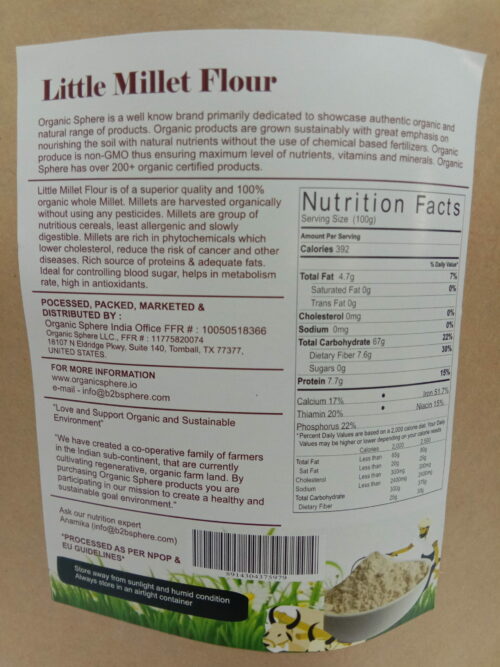 Little Millet Flour
Organic Sphere is a well know brand primarily dedicated to showcase authentic organic and
natural range of products. Organic products are grown sustainably with great emphasis on
nourishing the soil with natural nutrients without the use of chemical based fertilizers. Organic
produce is non-GMO thus ensuring maximum level of nutrients, vitamins and minerals. Organic
Sphere has over 200+ organic certified products.
Little Millet Flour is of a superior quality and 100%
organic whole Millet. Millets are harvested organically
without using any pesticides. Millets are group of
nutritious cereals, least allergenic and slowly
digestible. Millets are rich in phytochemicals which
lower cholesterol, reduce the risk of cancer and other
diseases. Rich source of proteins & adequate fats.
Ideal for controlling blood sugar, helps in metabolism
rate, high in antioxidants.
POCESSED, PACKED, MARKETED &
DISTRIBUTED BY :
Organic Sphere India Office FFR # : 10050518366
Organic Sphere LLC., FFR # : 11775820074
16107 N Eldridge Pkwy, Suite 140, Tomball, TX 77377,
UNITED STATES.
FOR MORE INFORMATION
www.organicsphere.io
e-mail - info@b2bsphere.com
"Love and Support Organic and Sustainable
Environment"
"We have created a co-operative family of farmers
in the Indian sub-continent, that are currently
cultivating regenerative, organic farm land. By
purchasing Organic Sphere products you are
participating in our mission to create a healthy and
sustainable goal environment."
Ask our nutrition expert
Anamika (info@b2bsphere.com)
"PROCESSED AS PER NPOP &
EU GUIDELINES"
Store away from sunlight and humid condition
Always store in an airtight container
Nutrition Facts
Serving Size (100g)
Amount Per Serving
Calories 392
% Daily Value*
Total Fat 4.7g 7%
Saturated Fat 0g 0%
Trans Fat 0g
Cholesterol 0mg 0%
Sodium 0mg 0%
Total Carbohydrate 67g 22%
Dietary Fiber 7.6g 30%
Sugars 0g
Protein 7.7g 15%
Calcium 17% • Iron 51.7%
Thiamin 20% • Niacin 15%
Phosphorus 22%
*Percent Daily Values are based on a 2,000 calorie diet. Your Daily
Values may be higher or lower depending on your calorie needs.
Calories 2,000 2,500
Total Fat Less than 65g 80g
Sat Fat Less than 20g 25g
Cholesterol Less than 300mg 300mg
Sodium Less than 2400mg
Total Carbohydrate 300g 375g
Dietary Fiber 25g 30g
8914304375979